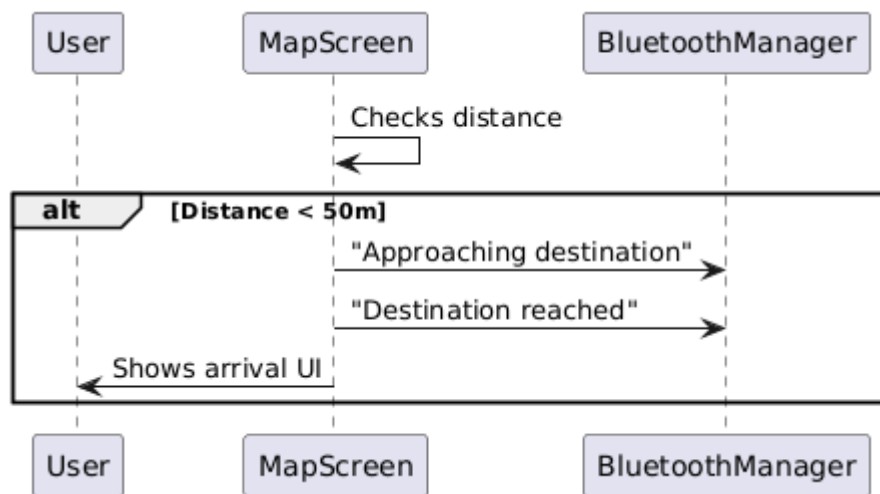 User MapScreen BluetoothManager
Checks distance
alt [Distance < 50m]
"Approaching destination"
"Destination reached"
Shows arrival UI
User MapScreen BluetoothManager